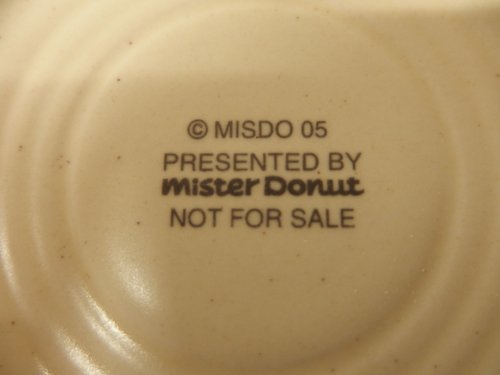 © MISDO 05
PRESENTED BY
mister Donut
NOT FOR SALE